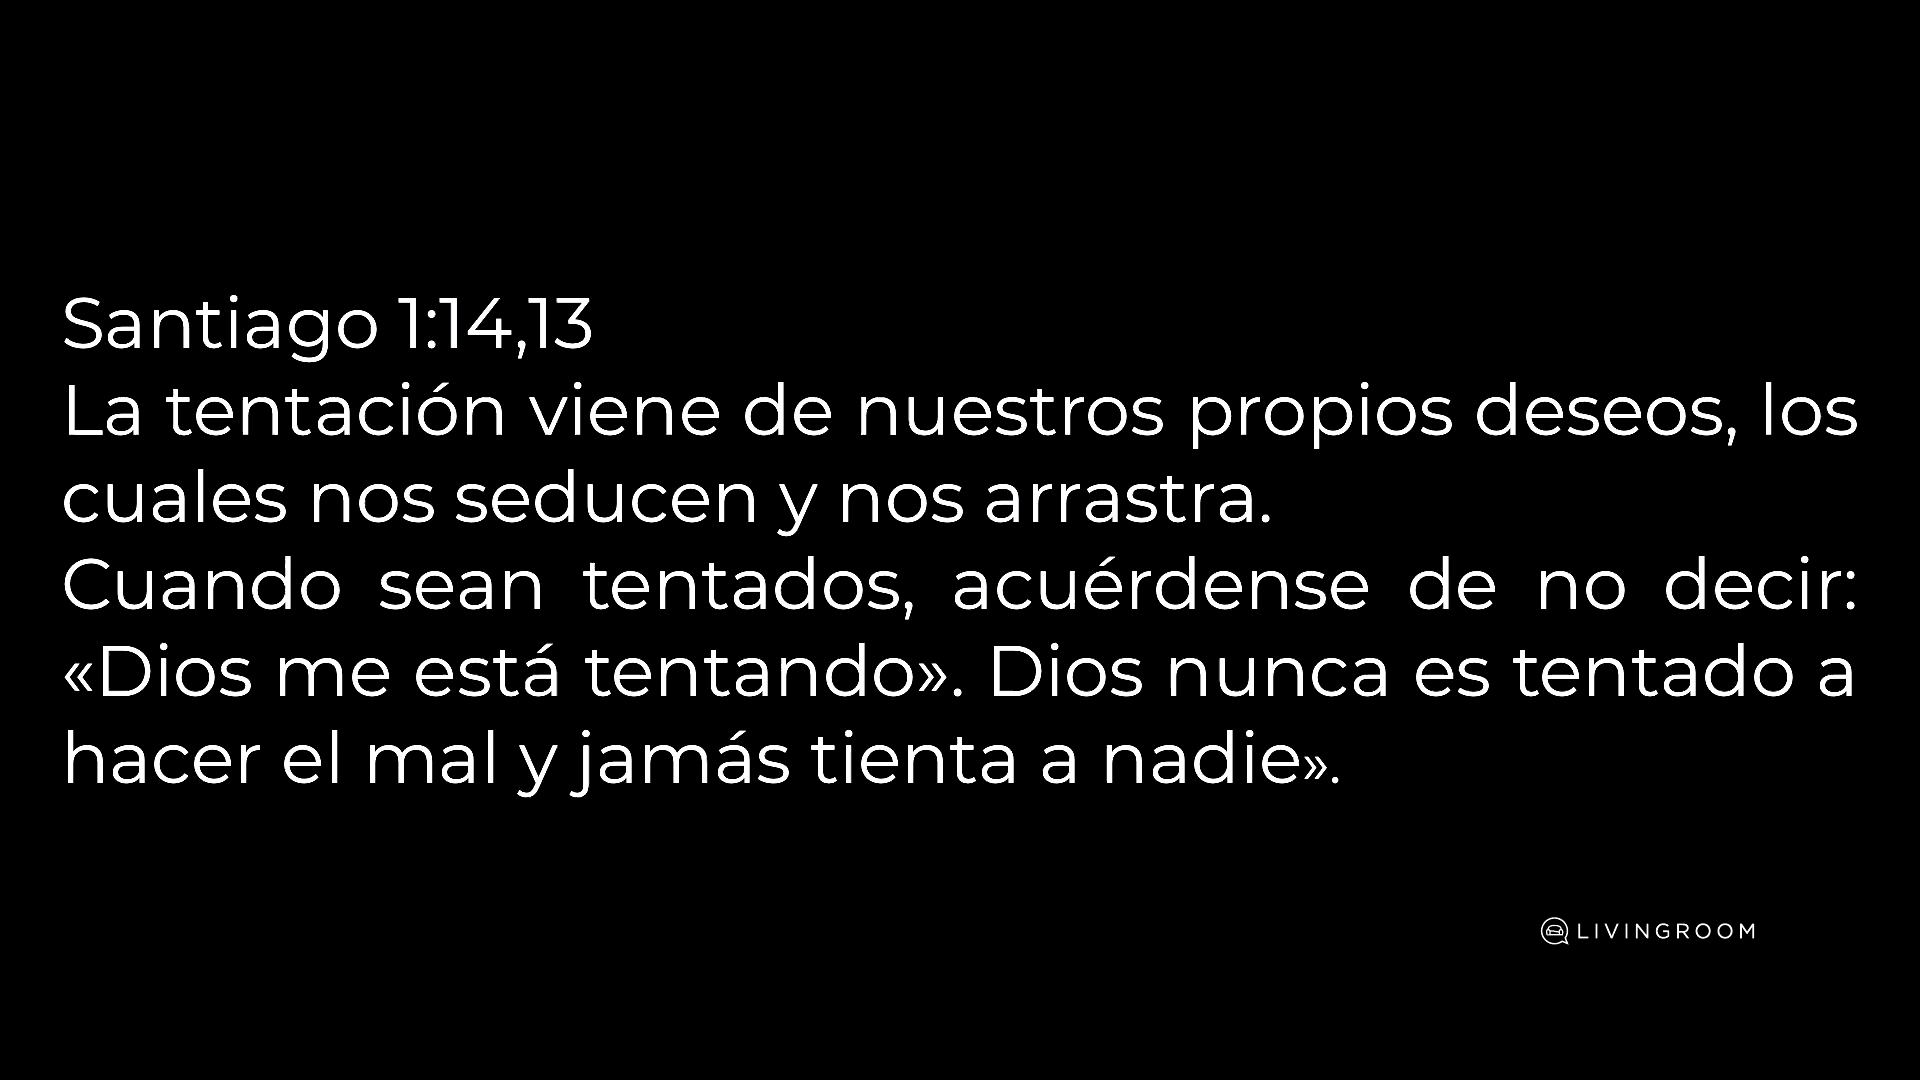 Santiago 1:14,13
La tentación viene de nuestros propios deseos, los
cuales nos seducen y nos arrastra.
Cuando sean tentados, acuérdense de no decir:
«Dios me está tentando». Dios nunca es tentado a
hacer el mal y jamás tienta a nadie».
LIVINGROOM